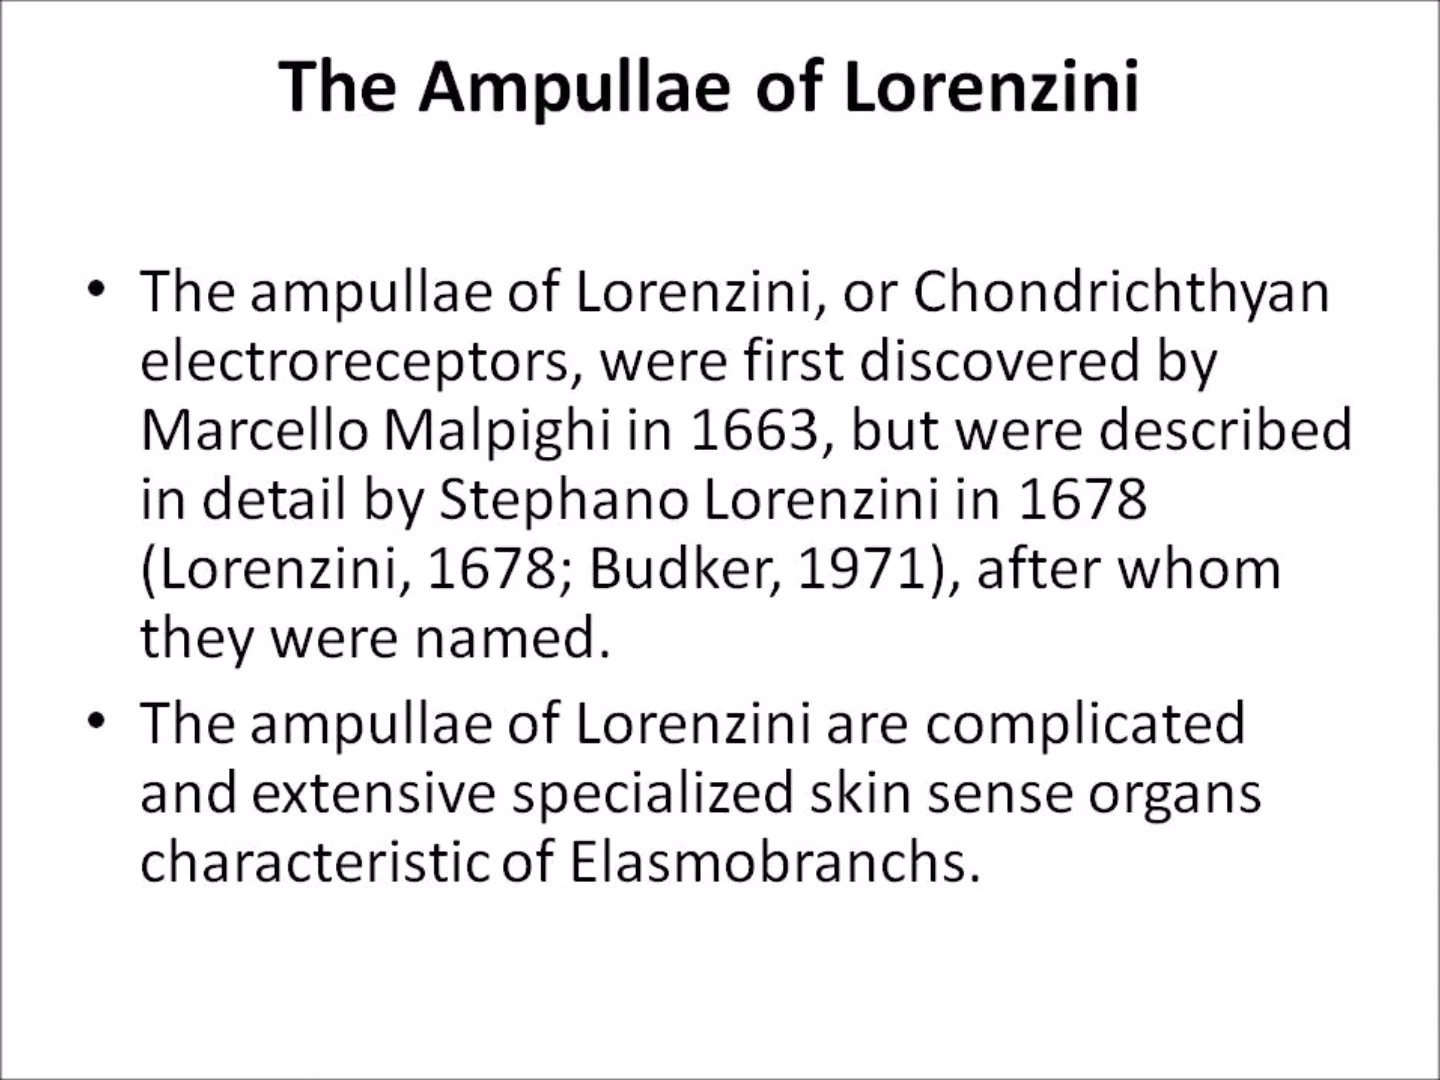 The Ampullae of Lorenzini
• The ampullae of Lorenzini, or Chondrichthyan
electroreceptors, were first discovered by
Marcello Malpighi in 1663, but were described
in detail by Stephano Lorenzini in 1678
(Lorenzini, 1678; Budker, 1971), after whom
they were named.
• The ampullae of Lorenzini are complicated
and extensive specialized skin sense organs
characteristic of Elasmobranchs.